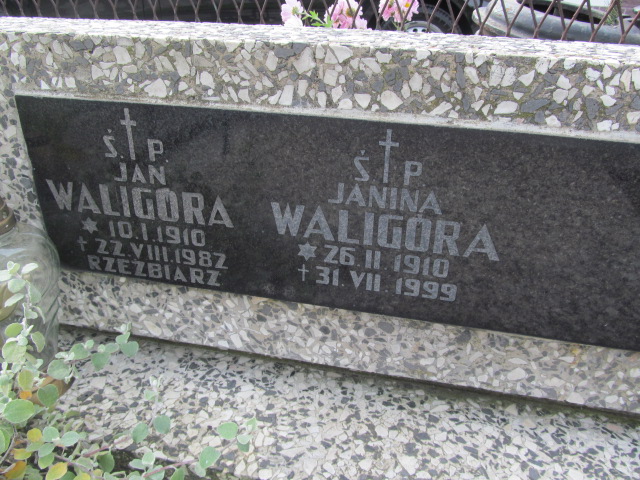 Ś. P.
JAN
WALIGÓRA
10.I.1910
22.VIII.1982
RZEŹBIARZ
Ś. P.
JANINA
WALIGÓRA
26.II.1910
31.VII.1999